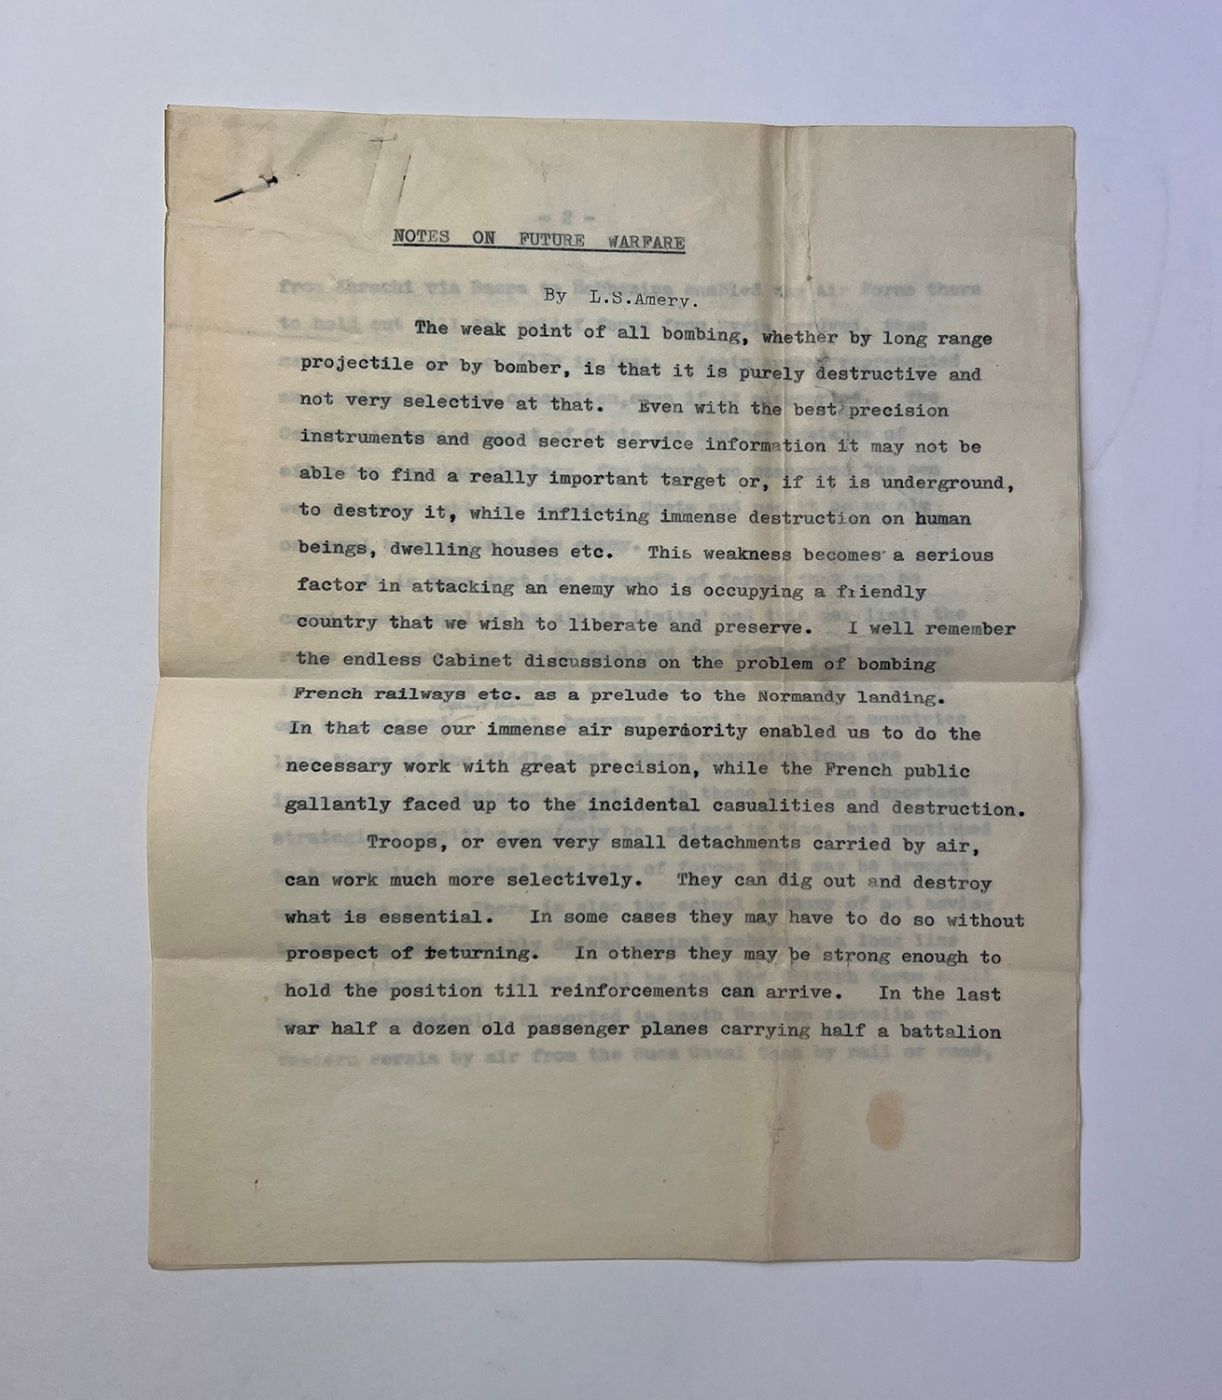 NOTES ON FUTURE WARFARE
By L.S.Amery.
The weak point of all bombing, whether by long range
projectile or by bomber, is that it is purely destructive and
not very selective at that. Even with the best precision
instruments and good secret service information it may not be
able to find a really important target or, if it is underground,
to destroy it, while inflicting immense destruction on human
beings, dwelling houses etc. This weakness becomes a serious
factor in attacking an enemy who is occupying a friendly
country that we wish to liberate and preserve. I well remember
the endless Cabinet discussions on the problem of bombing
French railways etc. as a prelude to the Normandy landing.
In that case our immense air superiority enabled us to do the
necessary work with great precision, while the French public
gallantly faced up to the incidental casualities and destruction.
Troops, or even very small detachments carried by air,
can work much more selectively. They can dig out and destroy
what is essential. In some cases they may have to do so without
prospect of returning. In others they may be strong enough to
hold the position till reinforcements can arrive. In the last
war half a dozen old passenger planes carrying half a battalion